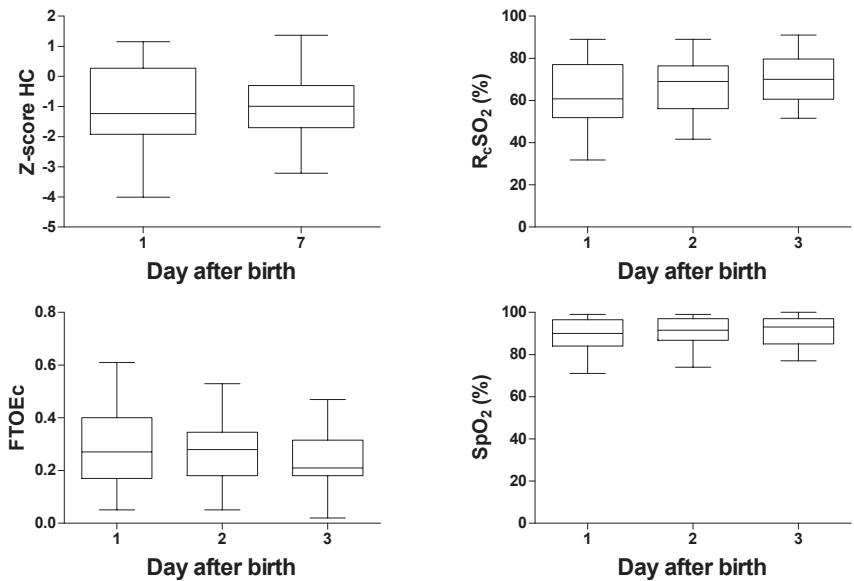 2
1
0
-1
-2
-3
-4
-5
Z-score HC
1 7
Day after birth
100
80
60
40
20
0
RcSO2 (%)
1 2 3
Day after birth
0.8
0.6
0.4
0.2
0.0
FTOEc
1 2 3
Day after birth
100
80
60
40
20
0
SpO2 (%)
1 2 3
Day after birth